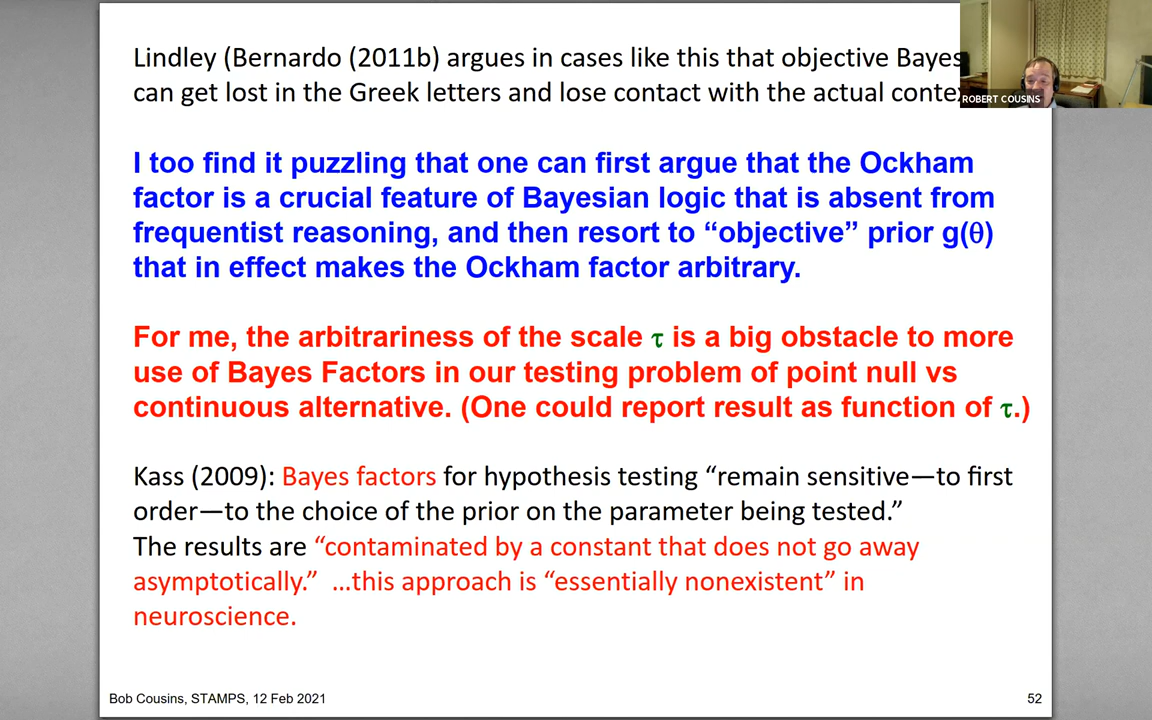 Lindley (Bernardo (2011b) argues in cases like this that objective Bayes
can get lost in the Greek letters and lose contact with the actual
ROBERT COUSINS
I too find it puzzling that one can first argue that the Ockham
factor is a crucial feature of Bayesian logic that is absent from
frequentist reasoning, and then resort to “objective” prior g(θ)
that in effect makes the Ockham factor arbitrary.
For me, the arbitrariness of the scale τ is a big obstacle to more
use of Bayes Factors in our testing problem of point null vs
continuous alternative. (One could report result as function of τ.)
Kass (2009): Bayes factors for hypothesis testing “remain sensitive—to first
order—to the choice of the prior on the parameter being tested.”
The results are “contaminated by a constant that does not go away
asymptotically.” …this approach is “essentially nonexistent” in
neuroscience.
Bob Cousins, STAMPS, 12 Feb 2021
52